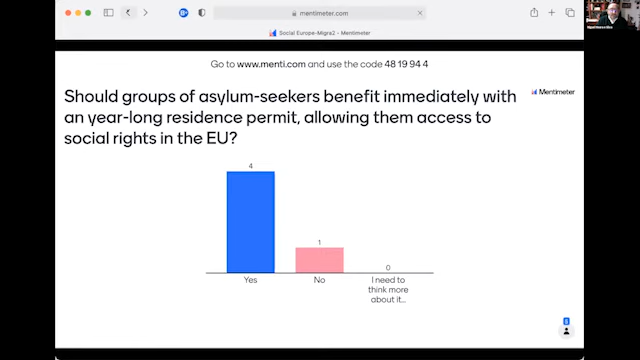 mentimeter.com
Social Europe-Migra2 - Mentimeter
Go to www.menti.com and use the code 48 19 94 4
Should groups of asylum-seekers benefit immediately with
an year-long residence permit, allowing them access to
social rights in the EU?
Mentimeter
4
1
0
Yes
No
I need to
think more
about it...
6